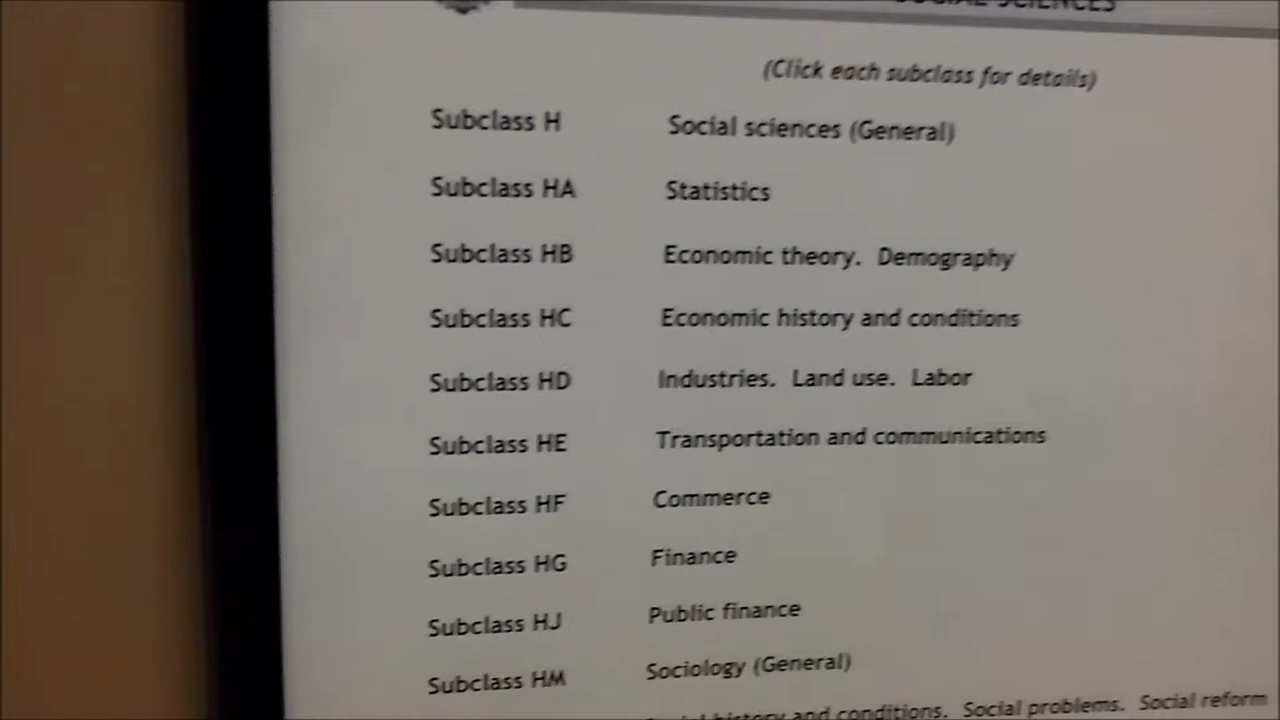 SOCIAL SCIENCES
(Click each subclass for details)
Subclass H Social sciences (General)
Subclass HA Statistics
Subclass HB Economic theory. Demography
Subclass HC Economic history and conditions
Subclass HD Industries. Land use. Labor
Subclass HE Transportation and communications
Subclass HF Commerce
Subclass HG Finance
Subclass HJ Public finance
Subclass HM Sociology (General)
history and conditions. Social problems. Social reform